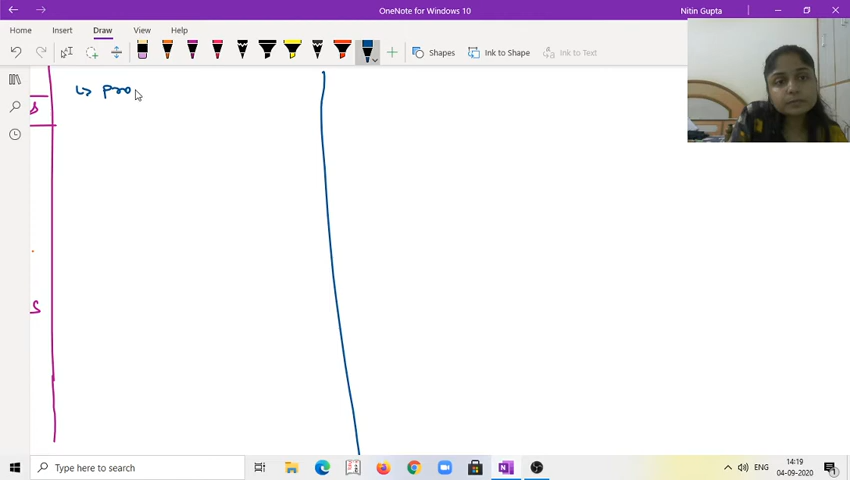 OneNote for Windows 10
Nitin Gupta
Home Insert Draw View Help
Shapes Ink to Shape Ink to Text
↳ pro
s
s
Type here to search
ENG
14:19
04-09-2020